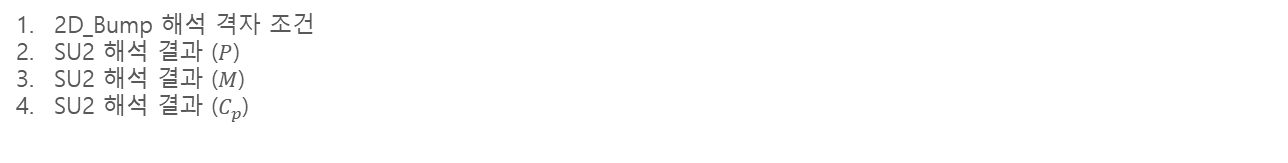 1. 2D_Bump 해석 격자 조건
2. SU2 해석 결과 (P)
3. SU2 해석 결과 (M)
4. SU2 해석 결과 (C_p)